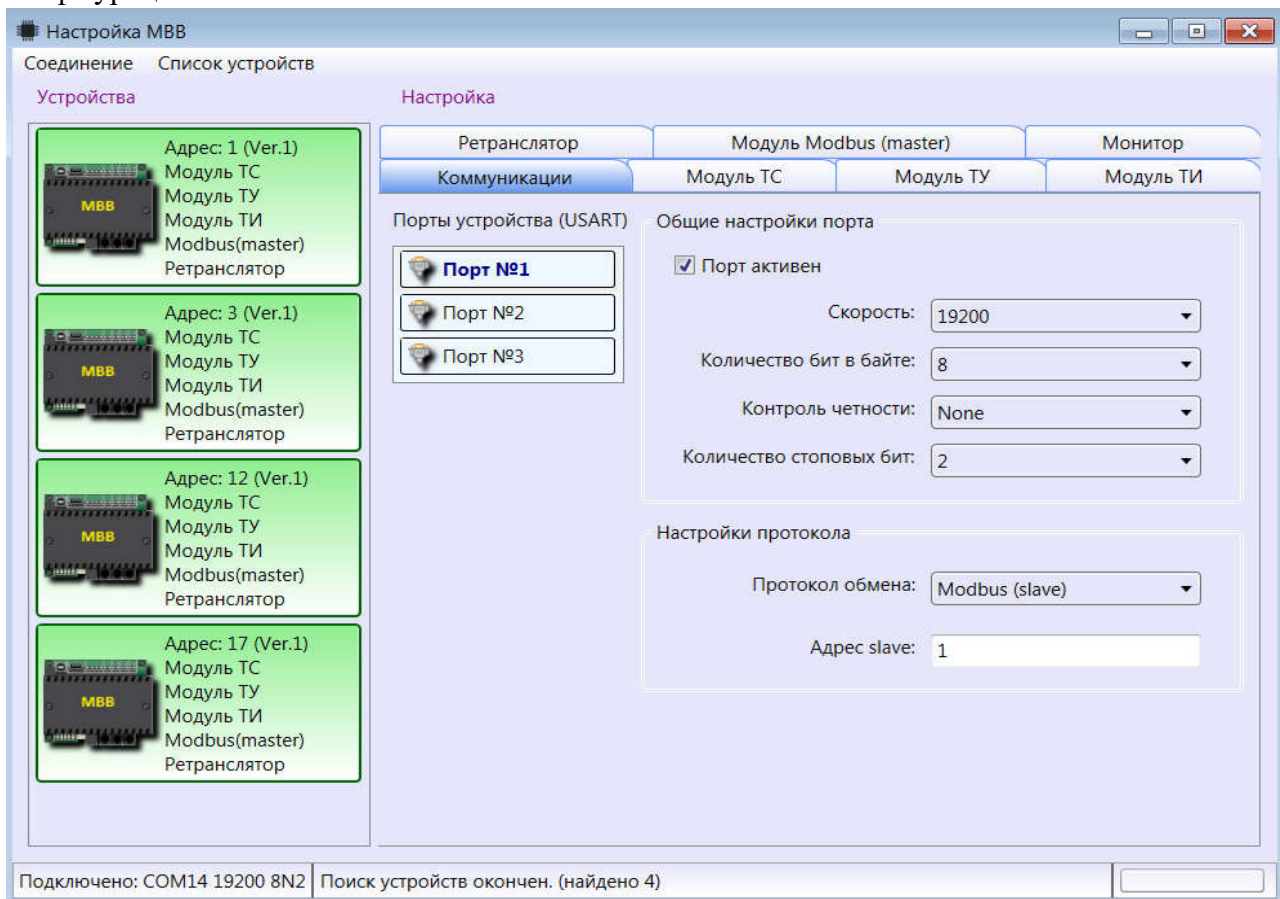 Настройка МВВ
Соединение Список устройств
Устройства
Настройка
Адрес: 1 (Ver.1)
Модуль ТС
Модуль ТУ
Модуль ТИ
Modbus(master)
Ретранслятор
МВВ
Адрес: 3 (Ver.1)
Модуль ТС
Модуль ТУ
Модуль ТИ
Modbus(master)
Ретранслятор
МВВ
Адрес: 12 (Ver.1)
Модуль ТС
Модуль ТУ
Модуль ТИ
Modbus(master)
Ретранслятор
МВВ
Адрес: 17 (Ver.1)
Модуль ТС
Модуль ТУ
Модуль ТИ
Modbus(master)
Ретранслятор
МВВ
Ретранслятор Модуль Modbus (master) Монитор
Коммуникации Модуль ТС Модуль ТУ Модуль ТИ
Порты устройства (USART)
Порт №1
Порт №2
Порт №3
Общие настройки порта
Порт активен
Скорость: 19200
Количество бит в байте: 8
Контроль четности: None
Количество стоповых бит: 2
Настройки протокола
Протокол обмена: Modbus (slave)
Адрес slave: 1
Подключено: COM14 19200 8N2 Поиск устройств окончен. (найдено 4)